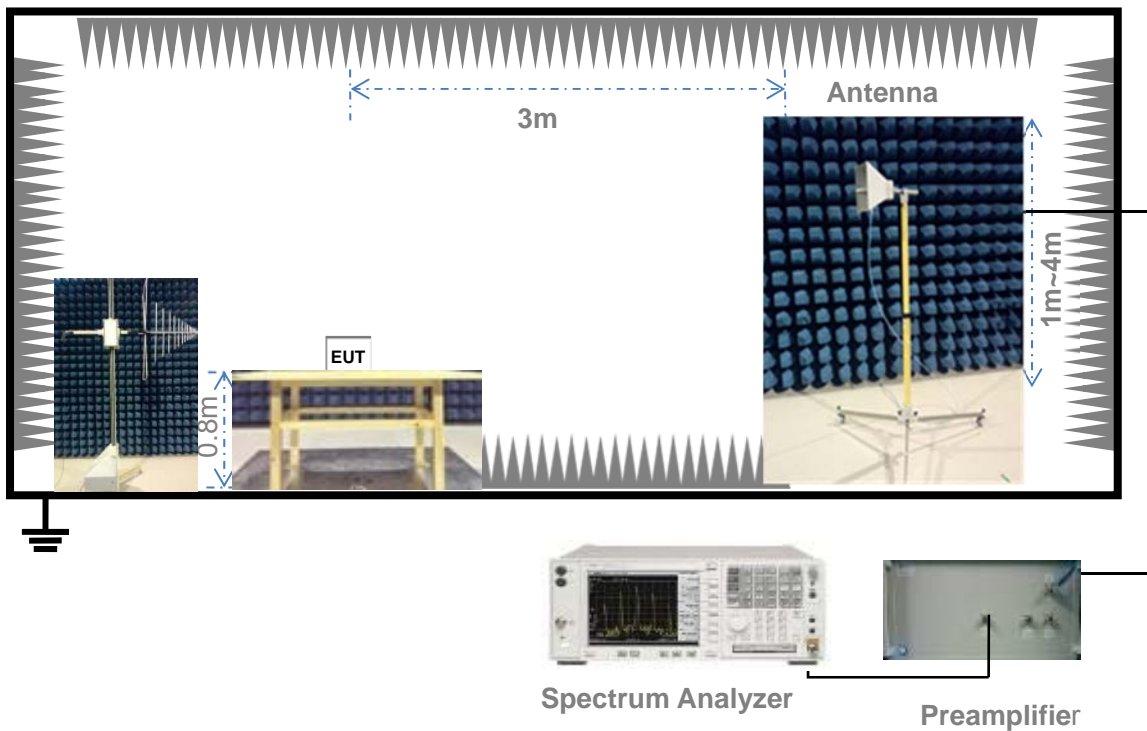 Antenna
3m
1m~4m
EUT
0.8m
Spectrum Analyzer
Preamplifier